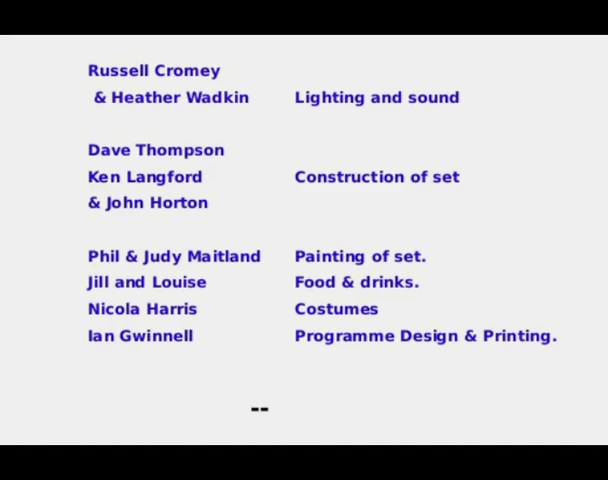 Russell Cromey
& Heather Wadkin Lighting and sound
Dave Thompson
Ken Langford Construction of set
& John Horton
Phil & Judy Maitland Painting of set.
Jill and Louise Food & drinks.
Nicola Harris Costumes
Ian Gwinnell Programme Design & Printing.
--